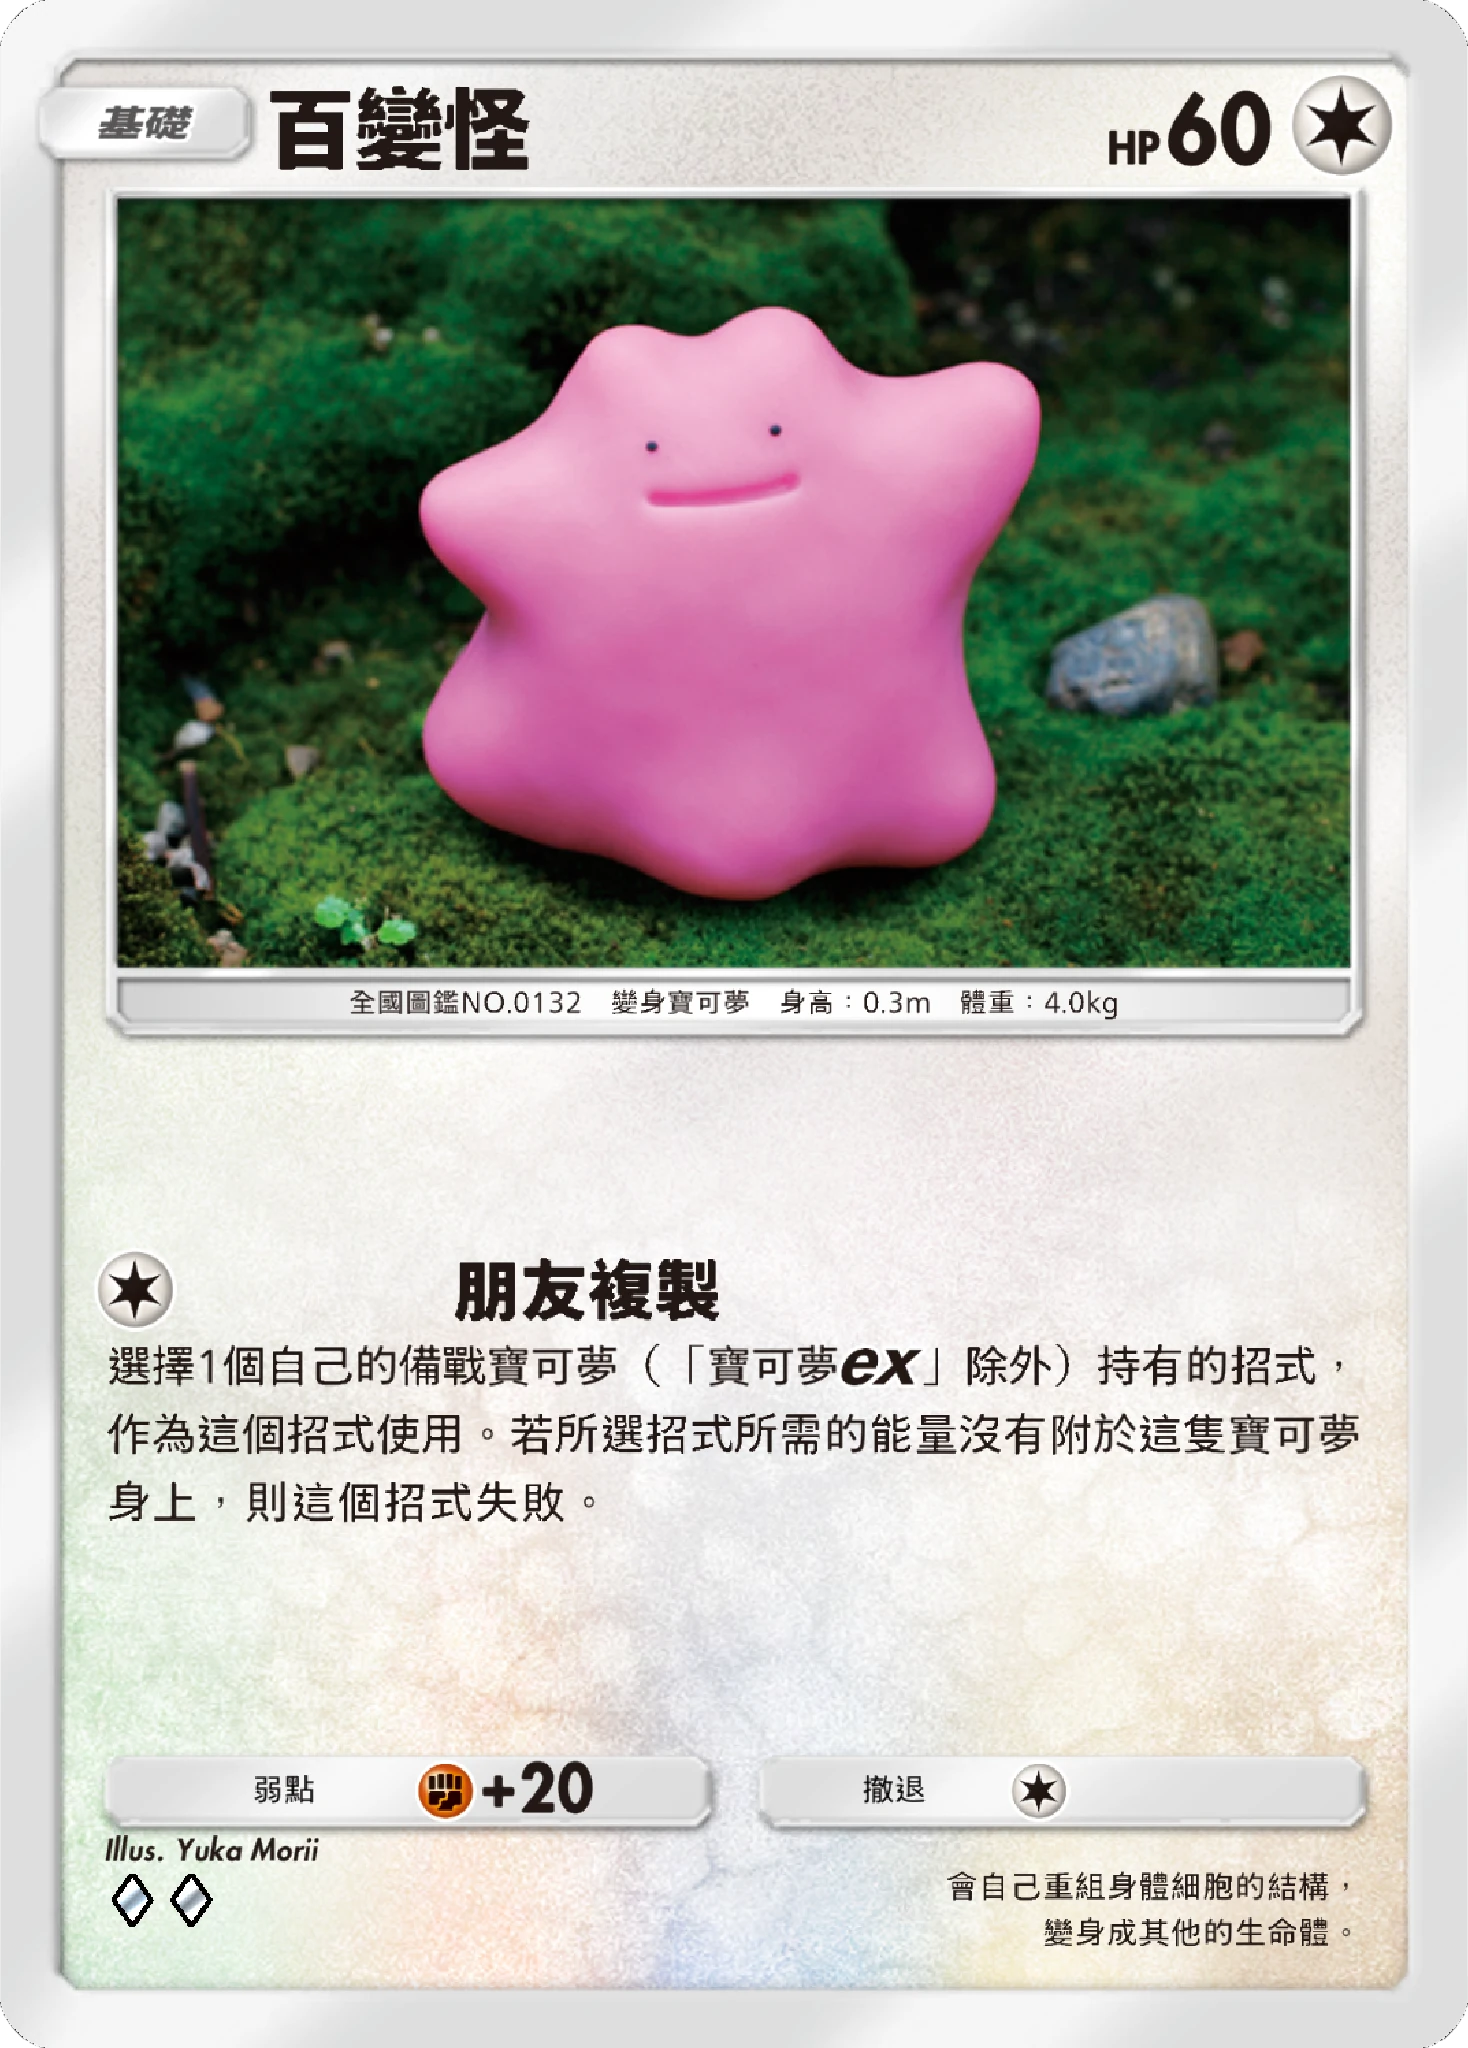 基礎 百變怪 HP60
全國圖鑑NO.0132 變身寶可夢 身高：0.3m 體重：4.0kg
朋友複製
選擇1個自己的備戰寶可夢（「寶可夢ex」除外）持有的招式，
作為這個招式使用。若所選招式所需的能量沒有附於這隻寶可夢
身上，則這個招式失敗。
弱點 +20 撤退
Illus. Yuka Morii
會自己重組身體細胞的結構，
變身成其他的生命體。